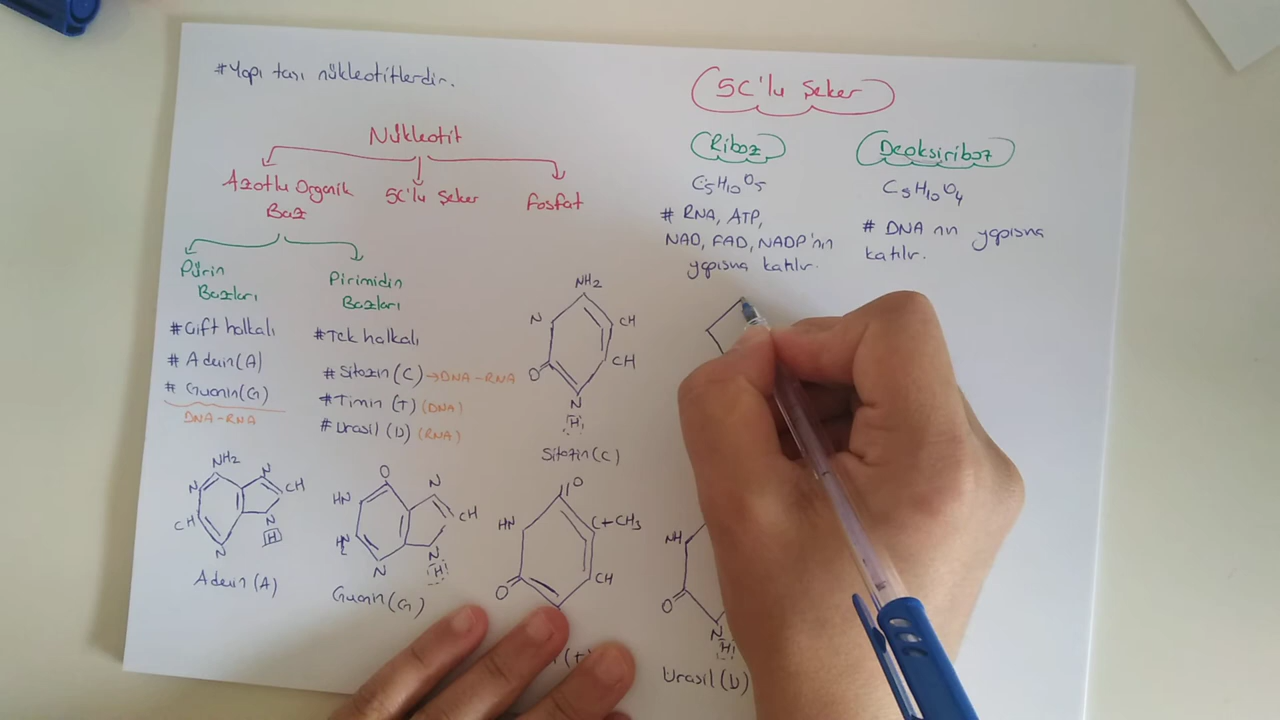 #Yapı taşı nükleotitlerdir.
Nükleotit
Azotlu Organik
Baz
5C'lu Şeker
Fosfat
Pürin
Bazları
#Çift halkalı
#Adenin(A)
# Guanin(G)
DNA-RNA
Pirimidin
Bazları
#Tek halkalı
#Sitozin(C)→DNA-RNA
#Timin (T) (DNA)
#Urasil (U) (RNA)
NH2
N
CH
CH
O
N
H
Sitozin(C)
NH2
N
N
CH
CH
N
N
H
Adenin (A)
O
HN
N
CH
N
N
H
Guanin(G)
O
HN
C+CH3
CH
O
NH
O
N
H
Urasil(U)
5C'lu Şeker
Riboz
C5H10O5
# RNA, ATP,
NAD, FAD, NADP'nin
yapısına katılır.
Deoksiriboz
C5H10O4
# DNA nın yapısına
katılır.